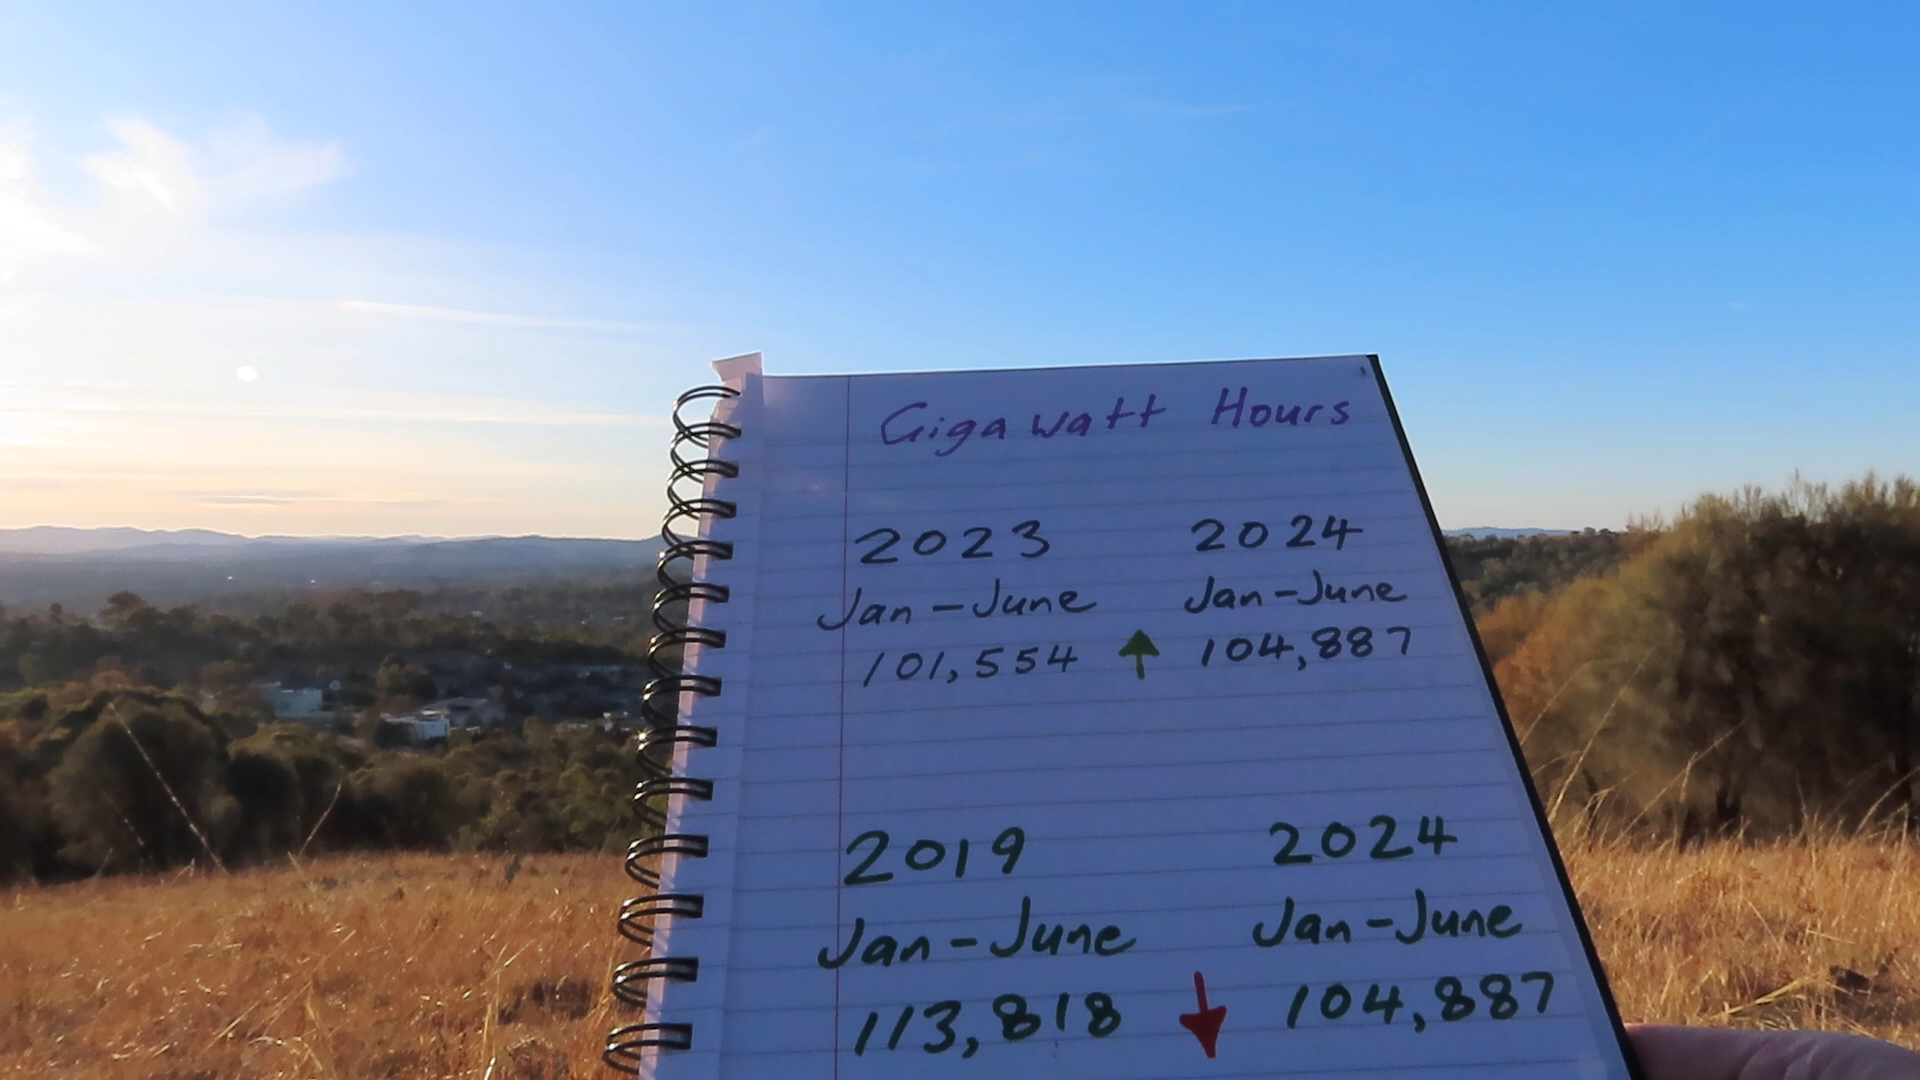 Gigawatt Hours
2023 2024
Jan-June Jan-June
101,554 ↑ 104,887
2019 2024
Jan-June Jan-June
113,818 ↓ 104,887